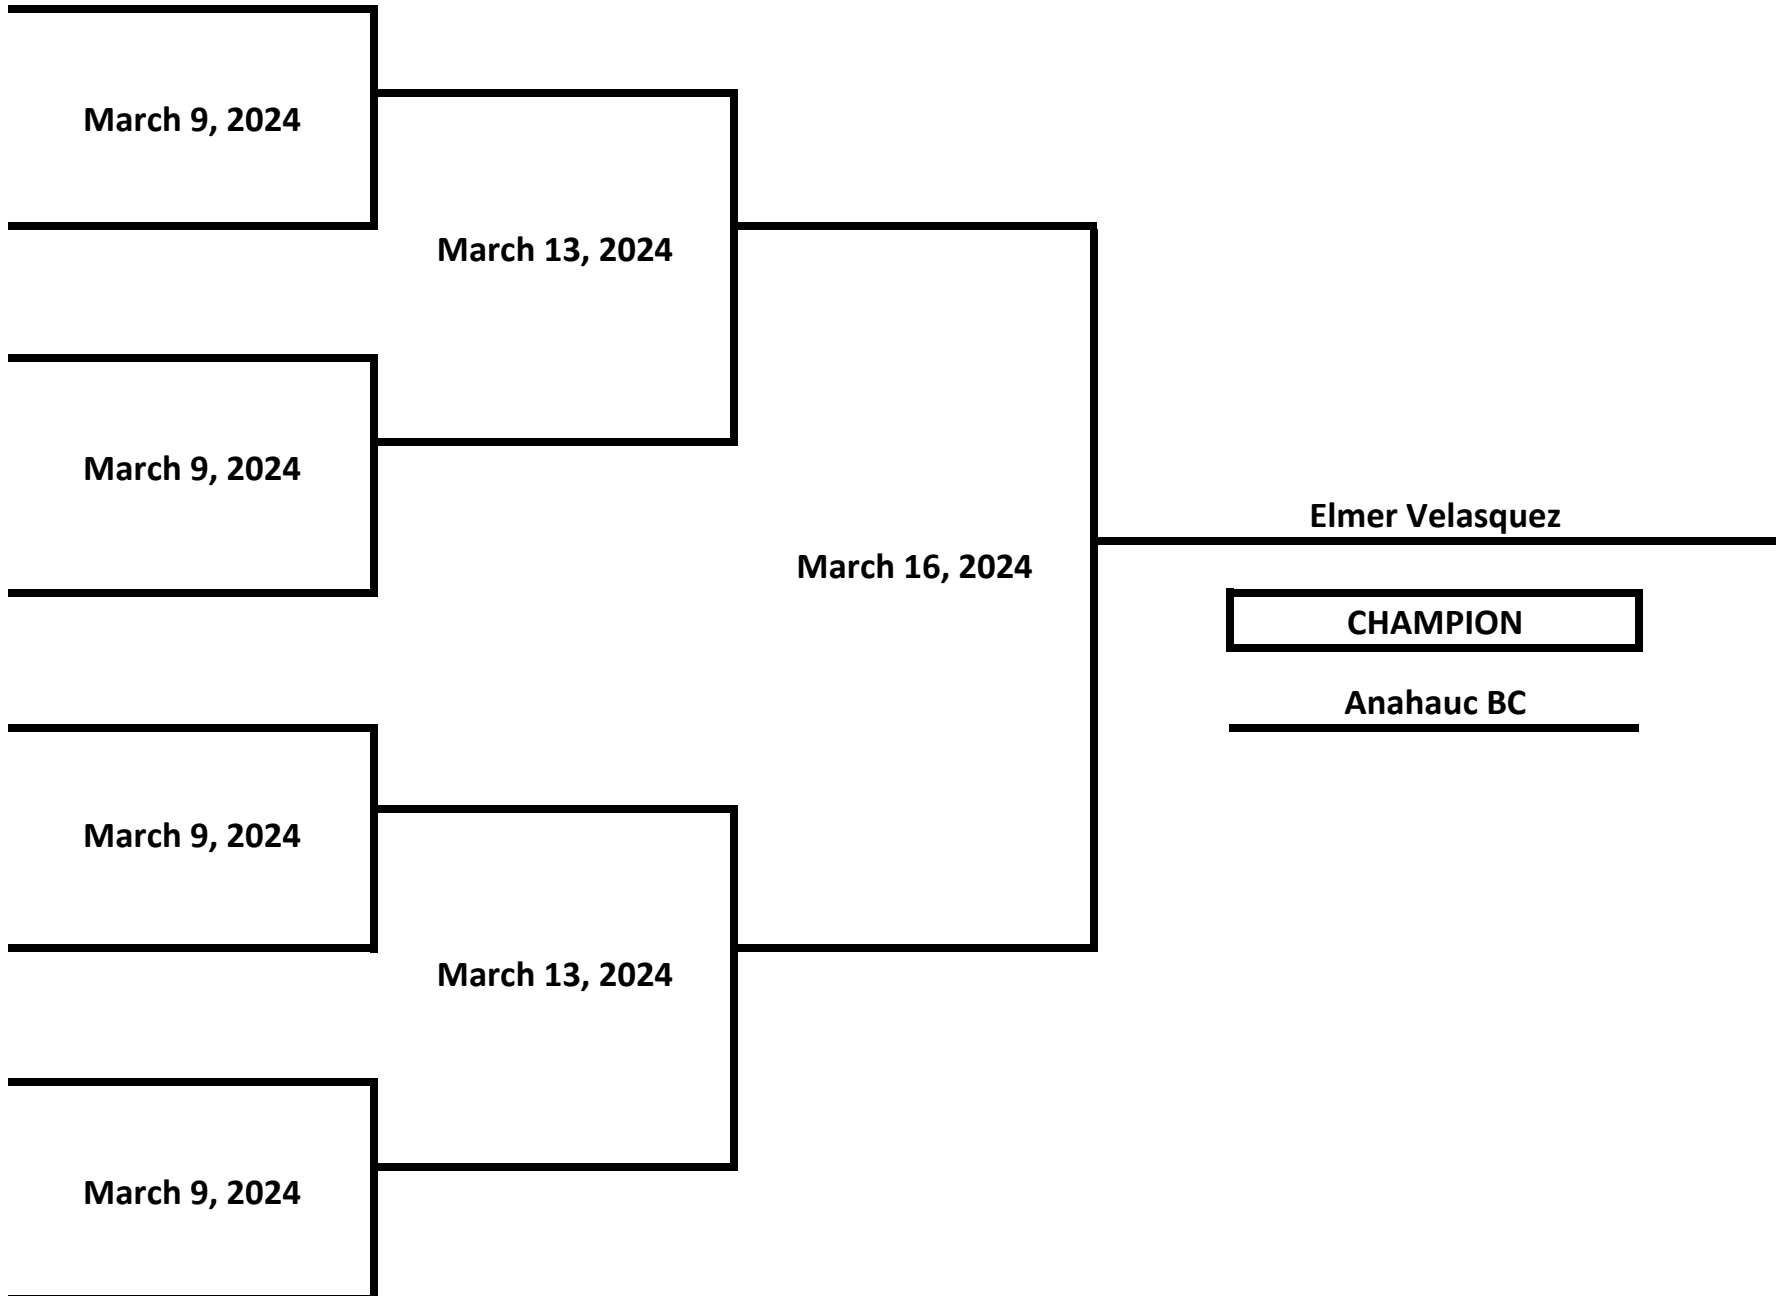 March 9, 2024
March 13, 2024
March 9, 2024
Elmer Velasquez
March 16, 2024
CHAMPION
Anahauc BC
March 9, 2024
March 13, 2024
March 9, 2024